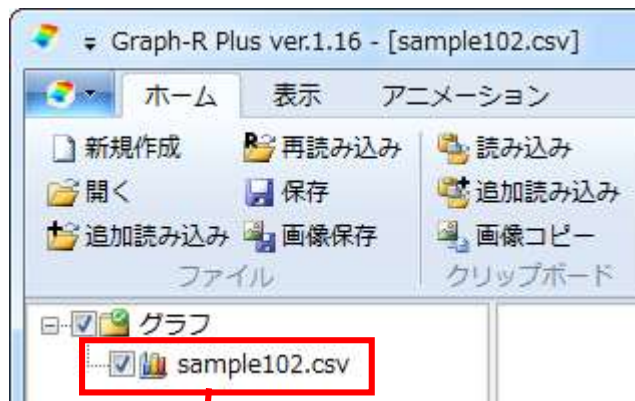 Graph-R Plus ver.1.16 - [sample102.csv]
ホーム 表示 アニメーション
新規作成 再読み込み 読み込み
開く 保存 追加読み込み
追加読み込み 画像保存 画像コピー
ファイル クリップボード
グラフ
sample102.csv